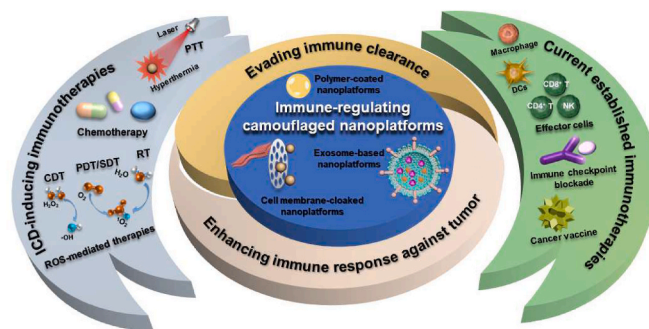 ICD-inducing immunotherapies
Laser
PTT
Hyperthermia
Chemotherapy
CDT
PDT/SDT
RT
H₂O₂
·OH
O₂
¹O₂
H₂O
ROS-mediated therapies
Evading immune clearance
Polymer-coated
nanoplatforms
Immune-regulating
camouflaged nanoplatforms
Exosome-based
nanoplatforms
Cell membrane-cloaked
nanoplatforms
Enhancing immune response against tumor
Current established immunotherapies
Macrophage
DCs
CD8⁺ T
CD4⁺ T
NK
Effector cells
Immune checkpoint
blockade
Cancer vaccine